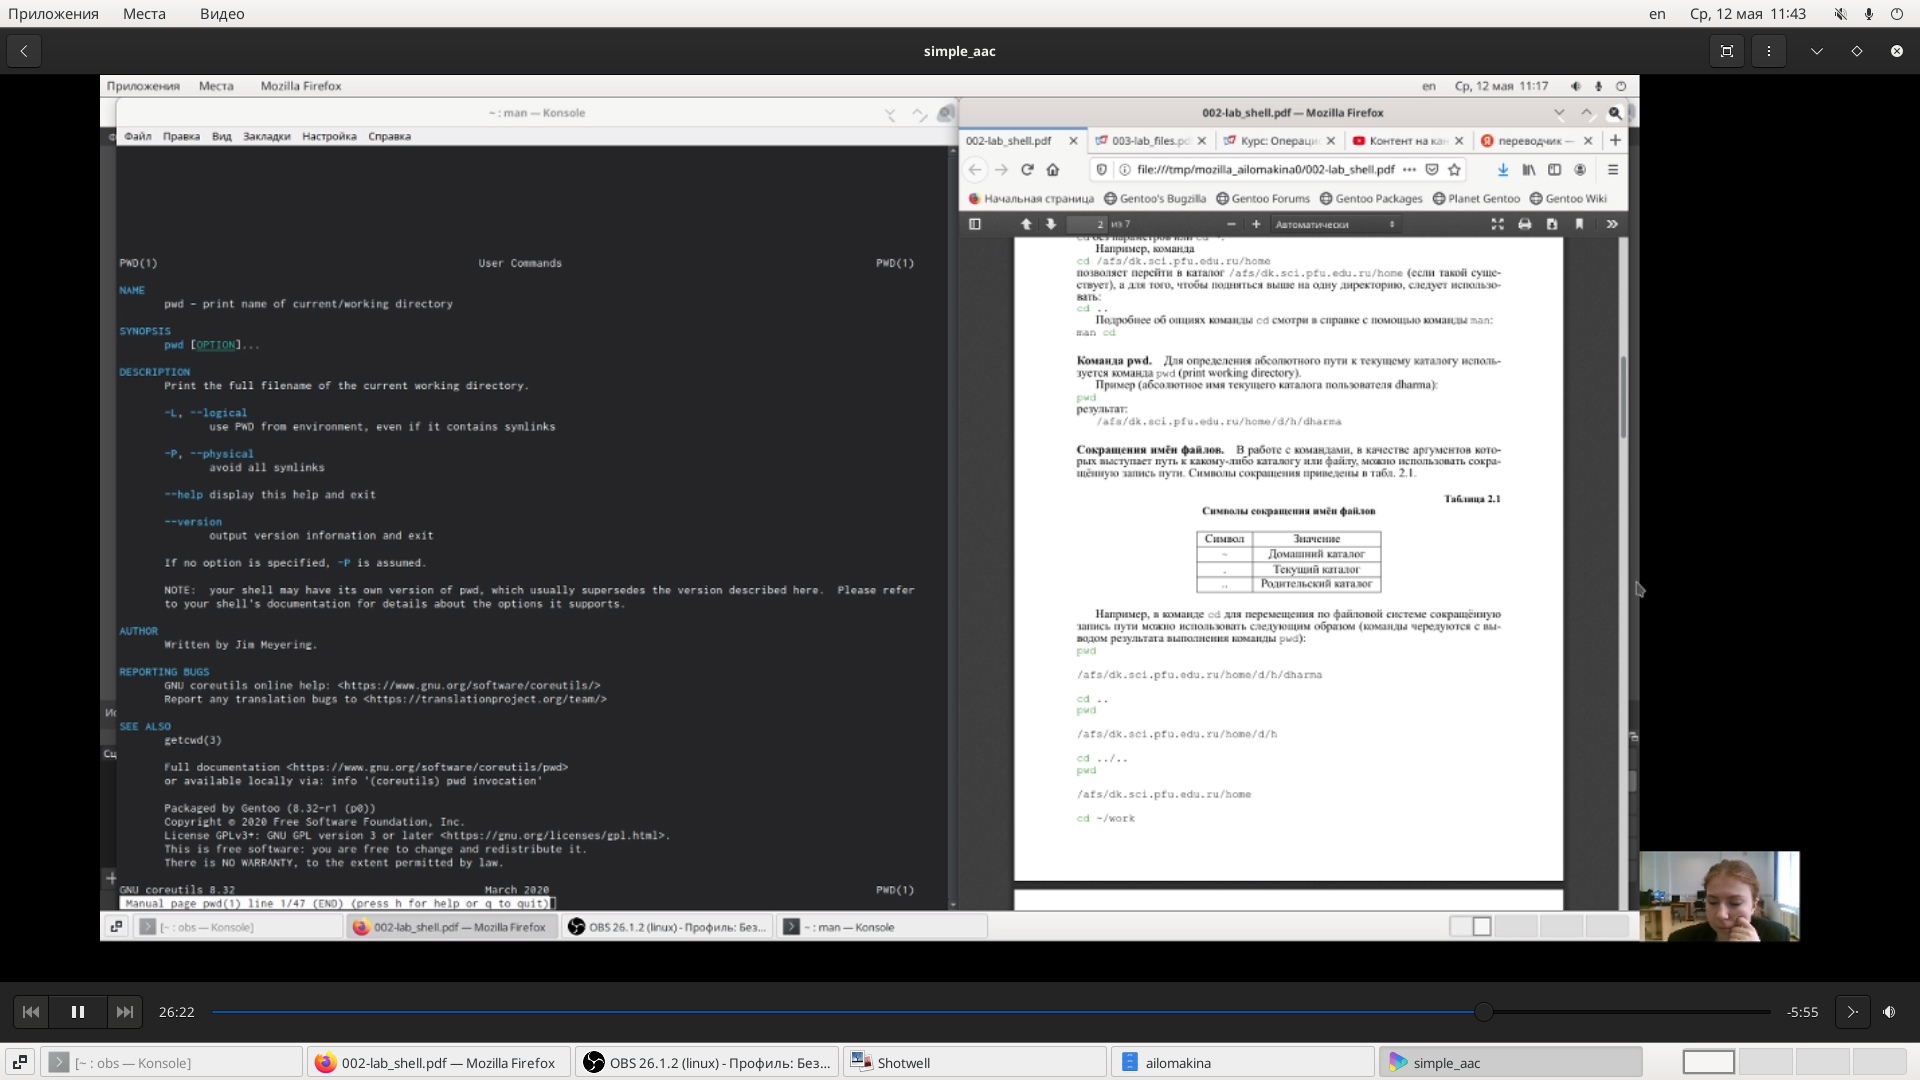 Приложения Места Видео en Ср, 12 мая 11:43
simple_aac
Приложения Места Mozilla Firefox en Ср, 12 мая 11:17
~ : man — Konsole
Файл Правка Вид Закладки Настройка Справка
PWD(1) User Commands PWD(1)
NAME
pwd - print name of current/working directory
SYNOPSIS
pwd [OPTION]...
DESCRIPTION
Print the full filename of the current working directory.
-L, --logical
use PWD from environment, even if it contains symlinks
-P, --physical
avoid all symlinks
--help display this help and exit
--version
output version information and exit
If no option is specified, -P is assumed.
NOTE: your shell may have its own version of pwd, which usually supersedes the version described here. Please refer
to your shell's documentation for details about the options it supports.
AUTHOR
Written by Jim Meyering.
REPORTING BUGS
GNU coreutils online help: <https://www.gnu.org/software/coreutils/>
Report any translation bugs to <https://translationproject.org/team/>
SEE ALSO
getcwd(3)
Full documentation <https://www.gnu.org/software/coreutils/pwd>
or available locally via: info '(coreutils) pwd invocation'
Packaged by Gentoo (8.32-r1 (p0))
Copyright © 2020 Free Software Foundation, Inc.
License GPLv3+: GNU GPL version 3 or later <https://gnu.org/licenses/gpl.html>.
This is free software: you are free to change and redistribute it.
There is NO WARRANTY, to the extent permitted by law.
GNU coreutils 8.32 March 2020 PWD(1)
Manual page pwd(1) line 1/47 (END) (press h for help or q to quit)
002-lab_shell.pdf — Mozilla Firefox
002-lab_shell.pdf 003-lab_files.pd Курс: Операци Контент на кан переводчик —
file:///tmp/mozilla_ailomakina0/002-lab_shell.pdf
Начальная страница Gentoo's Bugzilla Gentoo Forums Gentoo Packages Planet Gentoo Gentoo Wiki
2 из 7 Автоматически
cd без параметров или cd ~.
Например, команда
cd /afs/dk.sci.pfu.edu.ru/home
позволяет перейти в каталог /afs/dk.sci.pfu.edu.ru/home (если такой суще-
ствует), а для того, чтобы подняться выше на одну директорию, следует использо-
вать:
cd ..
Подробнее об опциях команды cd смотри в справке с помощью команды man:
man cd
Команда pwd. Для определения абсолютного пути к текущему каталогу исполь-
зуется команда pwd (print working directory).
Пример (абсолютное имя текущего каталога пользователя dharma):
pwd
результат:
/afs/dk.sci.pfu.edu.ru/home/d/h/dharma
Сокращения имён файлов. В работе с командами, в качестве аргументов кото-
рых выступает путь к какому-либо каталогу или файлу, можно использовать сокра-
щённую запись пути. Символы сокращения приведены в табл. 2.1.
Таблица 2.1
Символы сокращения имён файлов
Символ Значение
~ Домашний каталог
. Текущий каталог
.. Родительский каталог
Например, в команде cd для перемещения по файловой системе сокращённую
запись пути можно использовать следующим образом (команды чередуются с вы-
водом результата выполнения команды pwd):
pwd
/afs/dk.sci.pfu.edu.ru/home/d/h/dharma
cd ..
pwd
/afs/dk.sci.pfu.edu.ru/home/d/h
cd ../..
pwd
/afs/dk.sci.pfu.edu.ru/home
cd ~/work
[~ : obs — Konsole] 002-lab_shell.pdf — Mozilla Firefox OBS 26.1.2 (linux) - Профиль: Без... ~ : man — Konsole
26:22 -5:55
[~ : obs — Konsole] 002-lab_shell.pdf — Mozilla Firefox OBS 26.1.2 (linux) - Профиль: Без... Shotwell ailomakina simple_aac